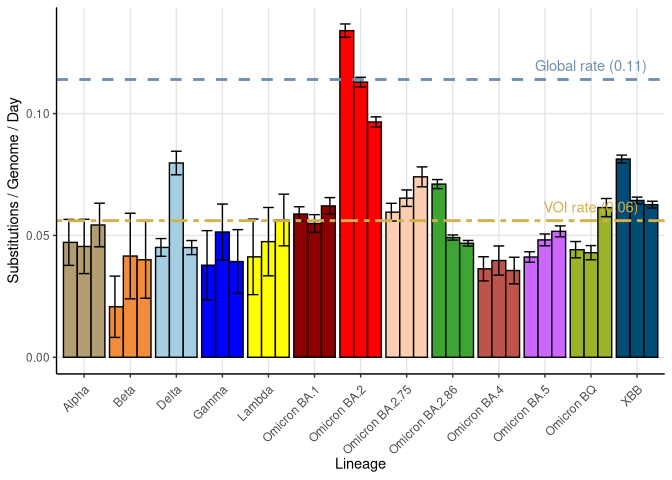 Global rate (0.11)
VOI rate (0.06)
Substitutions / Genome / Day
0.10
0.05
0.00
Alpha
Beta
Delta
Gamma
Lambda
Omicron BA.1
Omicron BA.2
Omicron BA.2.75
Omicron BA.2.86
Omicron BA.4
Omicron BA.5
Omicron BQ
XBB
Lineage